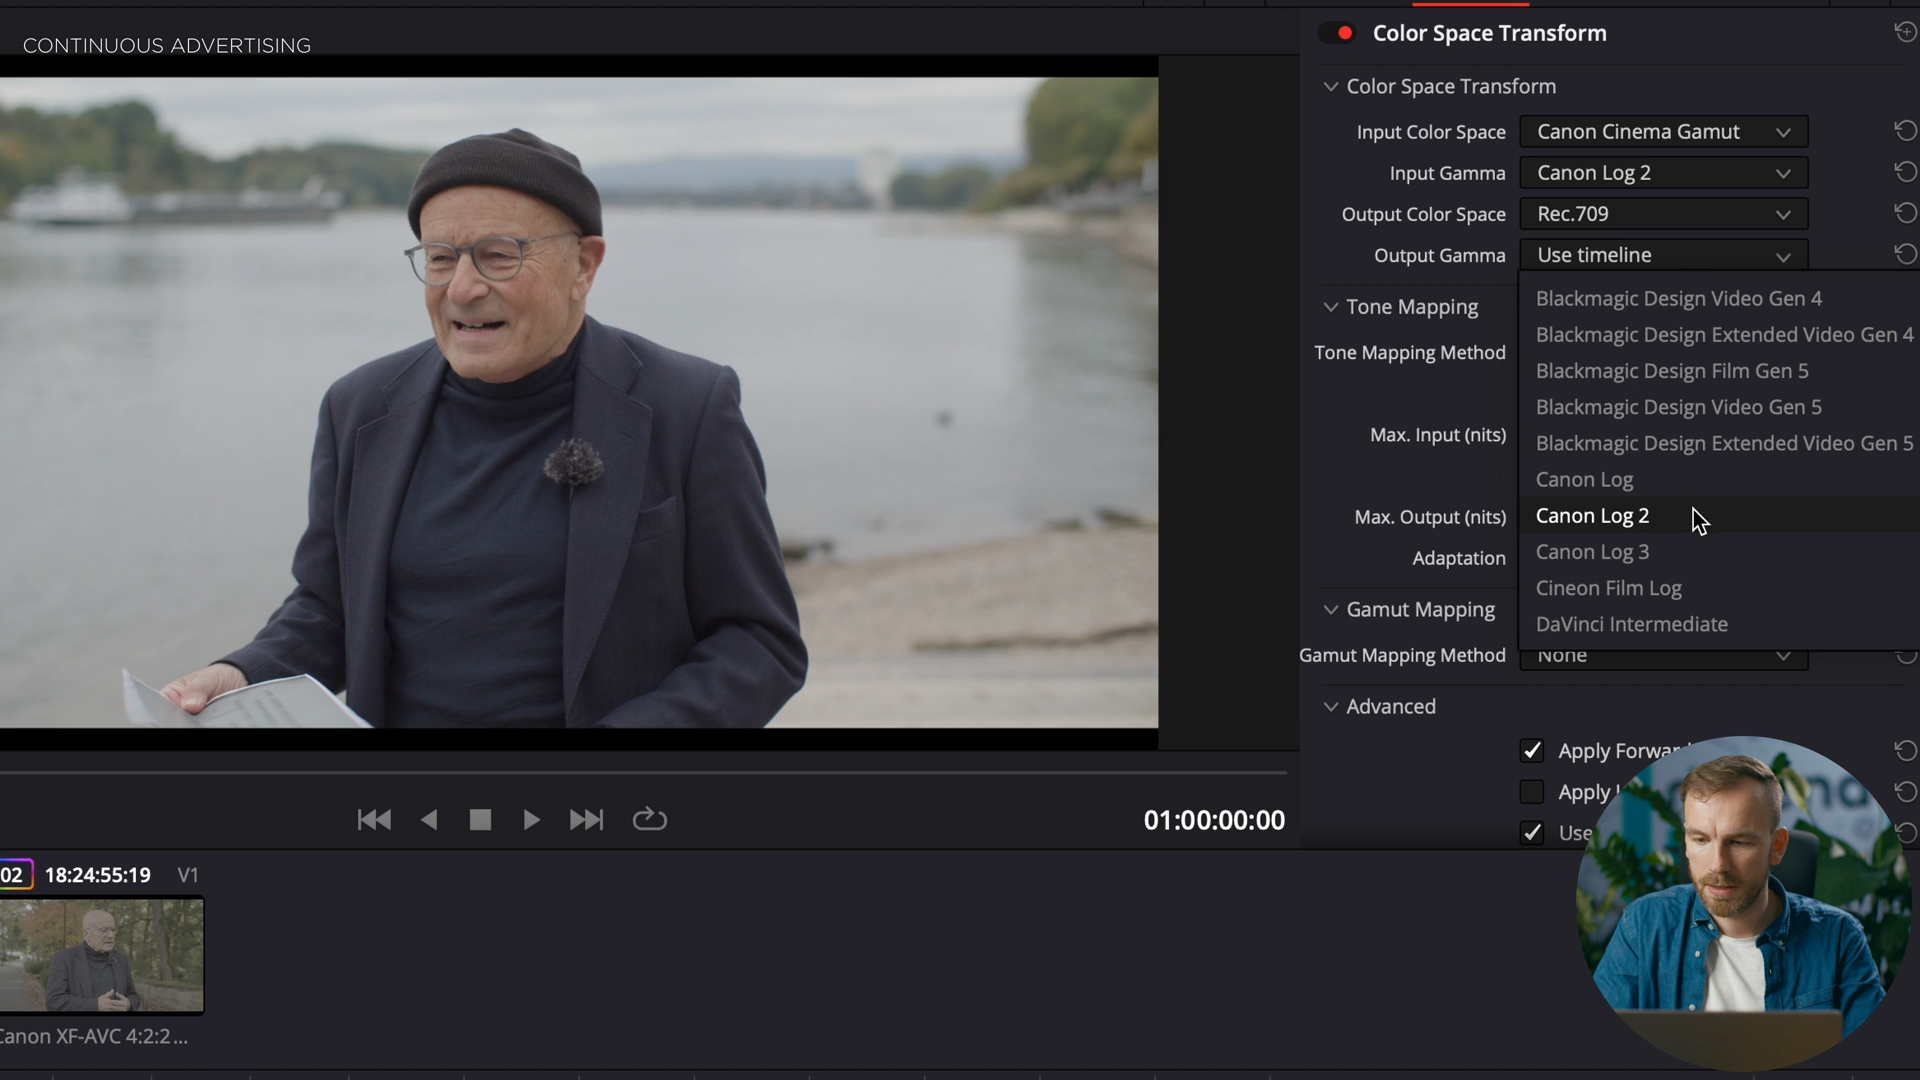 CONTINUOUS ADVERTISING
Color Space Transform
Color Space Transform
Input Color Space Canon Cinema Gamut
Input Gamma Canon Log 2
Output Color Space Rec.709
Output Gamma Use timeline
Blackmagic Design Video Gen 4
Tone Mapping
Blackmagic Design Extended Video Gen 4
Tone Mapping Method
Blackmagic Design Film Gen 5
Blackmagic Design Video Gen 5
Max. Input (nits)
Blackmagic Design Extended Video Gen 5
Canon Log
Max. Output (nits) Canon Log 2
Adaptation Canon Log 3
Cineon Film Log
Gamut Mapping
DaVinci Intermediate
Gamut Mapping Method None
Advanced
Apply Forward
Apply
Use
01:00:00:00
02 18:24:55:19 V1
Canon XF-AVC 4:2:2...